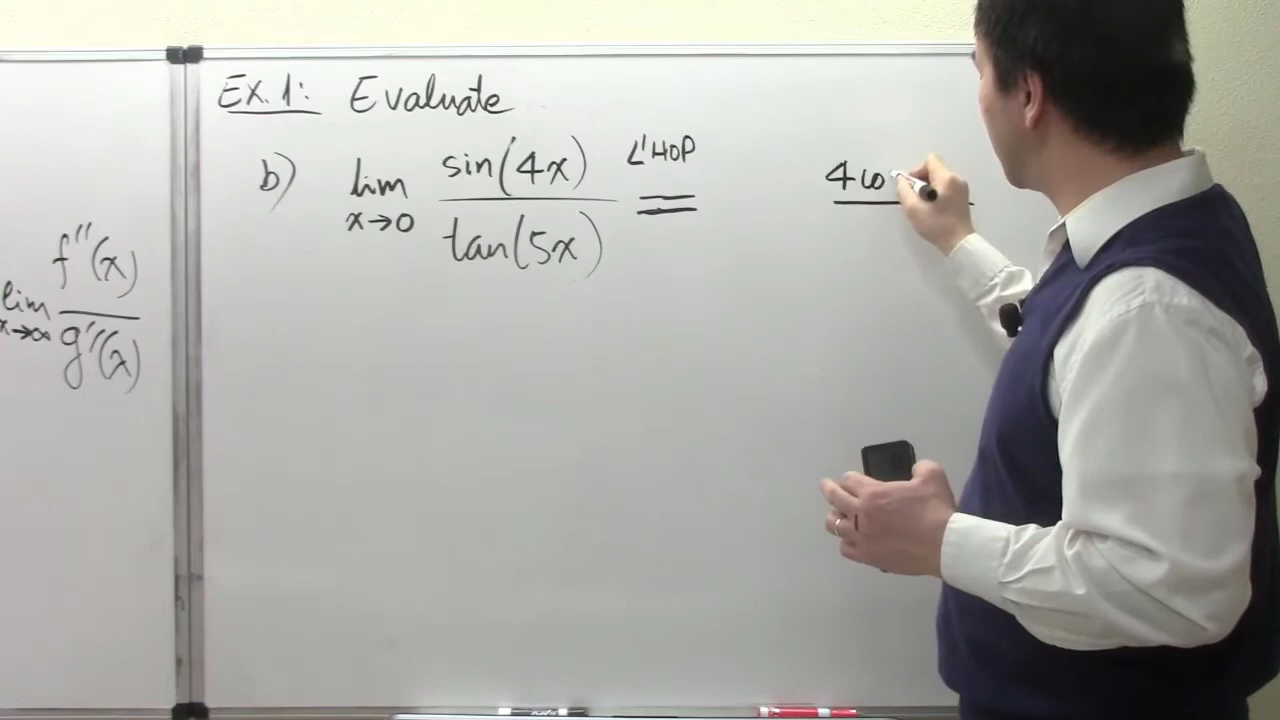 Ex. 1: Evaluate
b) lim x→0 sin(4x) / tan(5x) L'HOP = 4co
lim x→∞ f''(x) / g''(x)